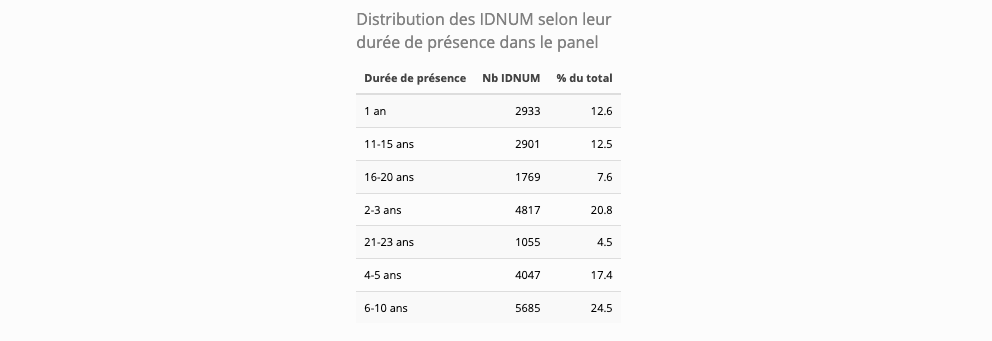 Distribution des IDNUM selon leur
durée de présence dans le panel
Durée de présence Nb IDNUM % du total
1 an 2933 12.6
11-15 ans 2901 12.5
16-20 ans 1769 7.6
2-3 ans 4817 20.8
21-23 ans 1055 4.5
4-5 ans 4047 17.4
6-10 ans 5685 24.5